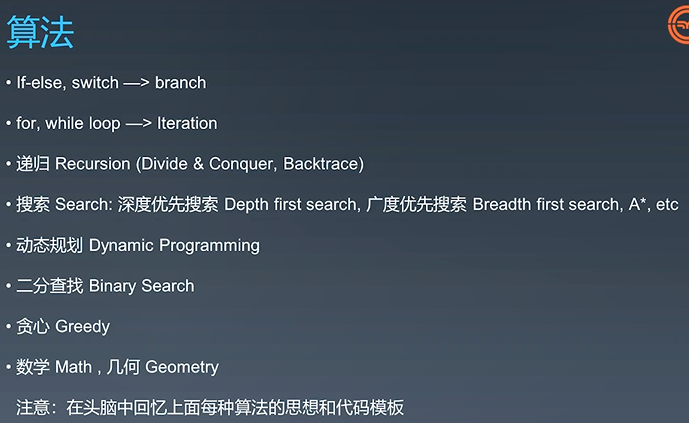 算法
• If-else, switch —> branch
• for, while loop —> Iteration
• 递归 Recursion (Divide & Conquer, Backtrace)
• 搜索 Search: 深度优先搜索 Depth first search, 广度优先搜索 Breadth first search, A*, etc
• 动态规划 Dynamic Programming
• 二分查找 Binary Search
• 贪心 Greedy
• 数学 Math , 几何 Geometry
注意：在头脑中回忆上面每种算法的思想和代码模板